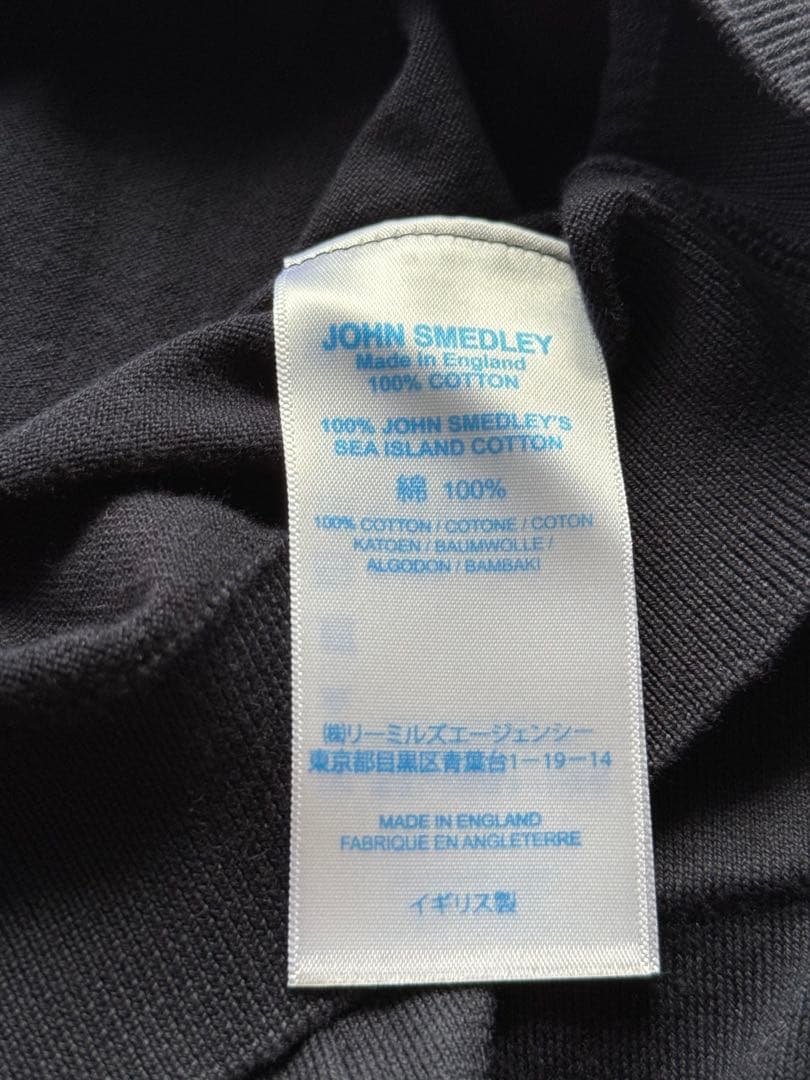 JOHN SMEDLEY
Made in England
100% COTTON
100% JOHN SMEDLEY'S
SEA ISLAND COTTON
綿 100%
100% COTTON / COTONE / COTON
KATOEN / BAUMWOLLE /
ALGODON / BAMBAKI
㈱リーミルズエージェンシー
東京都目黒区青葉台1－19－14
MADE IN ENGLAND
FABRIQUE EN ANGLETERRE
イギリス製